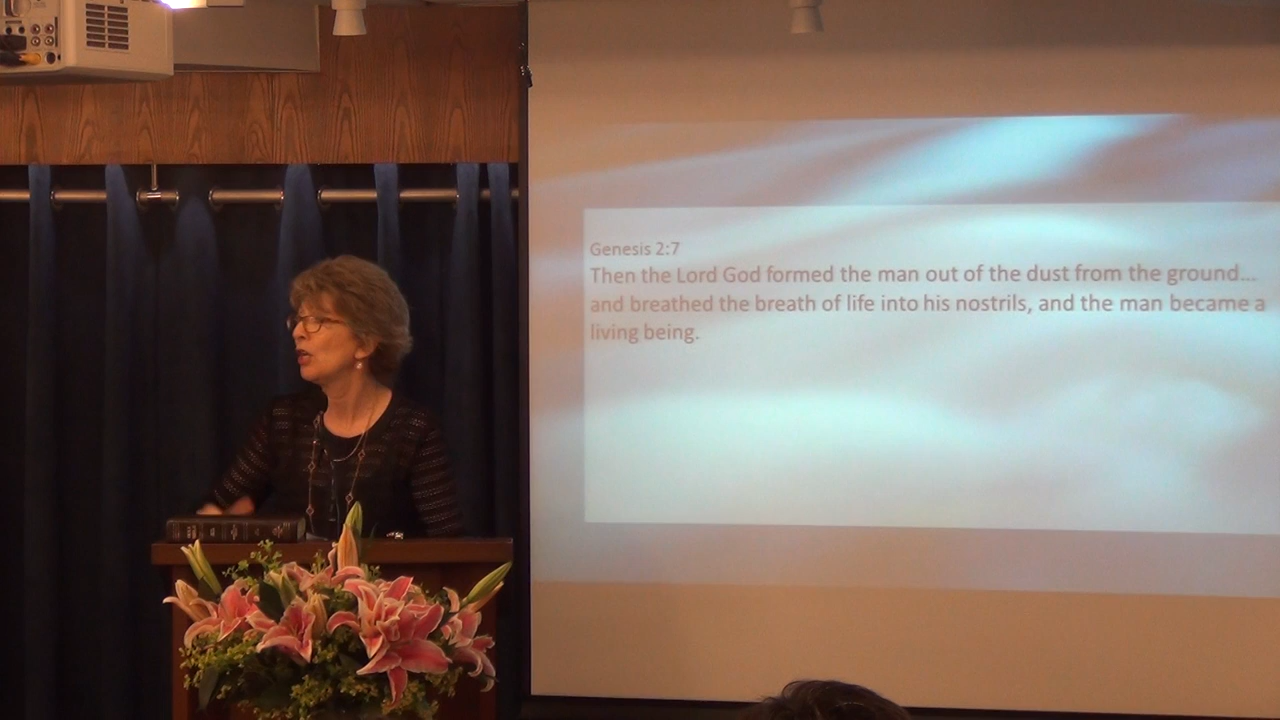 Genesis 2:7
Then the Lord God formed the man out of the dust from the ground...
and breathed the breath of life into his nostrils, and the man became a
living being.